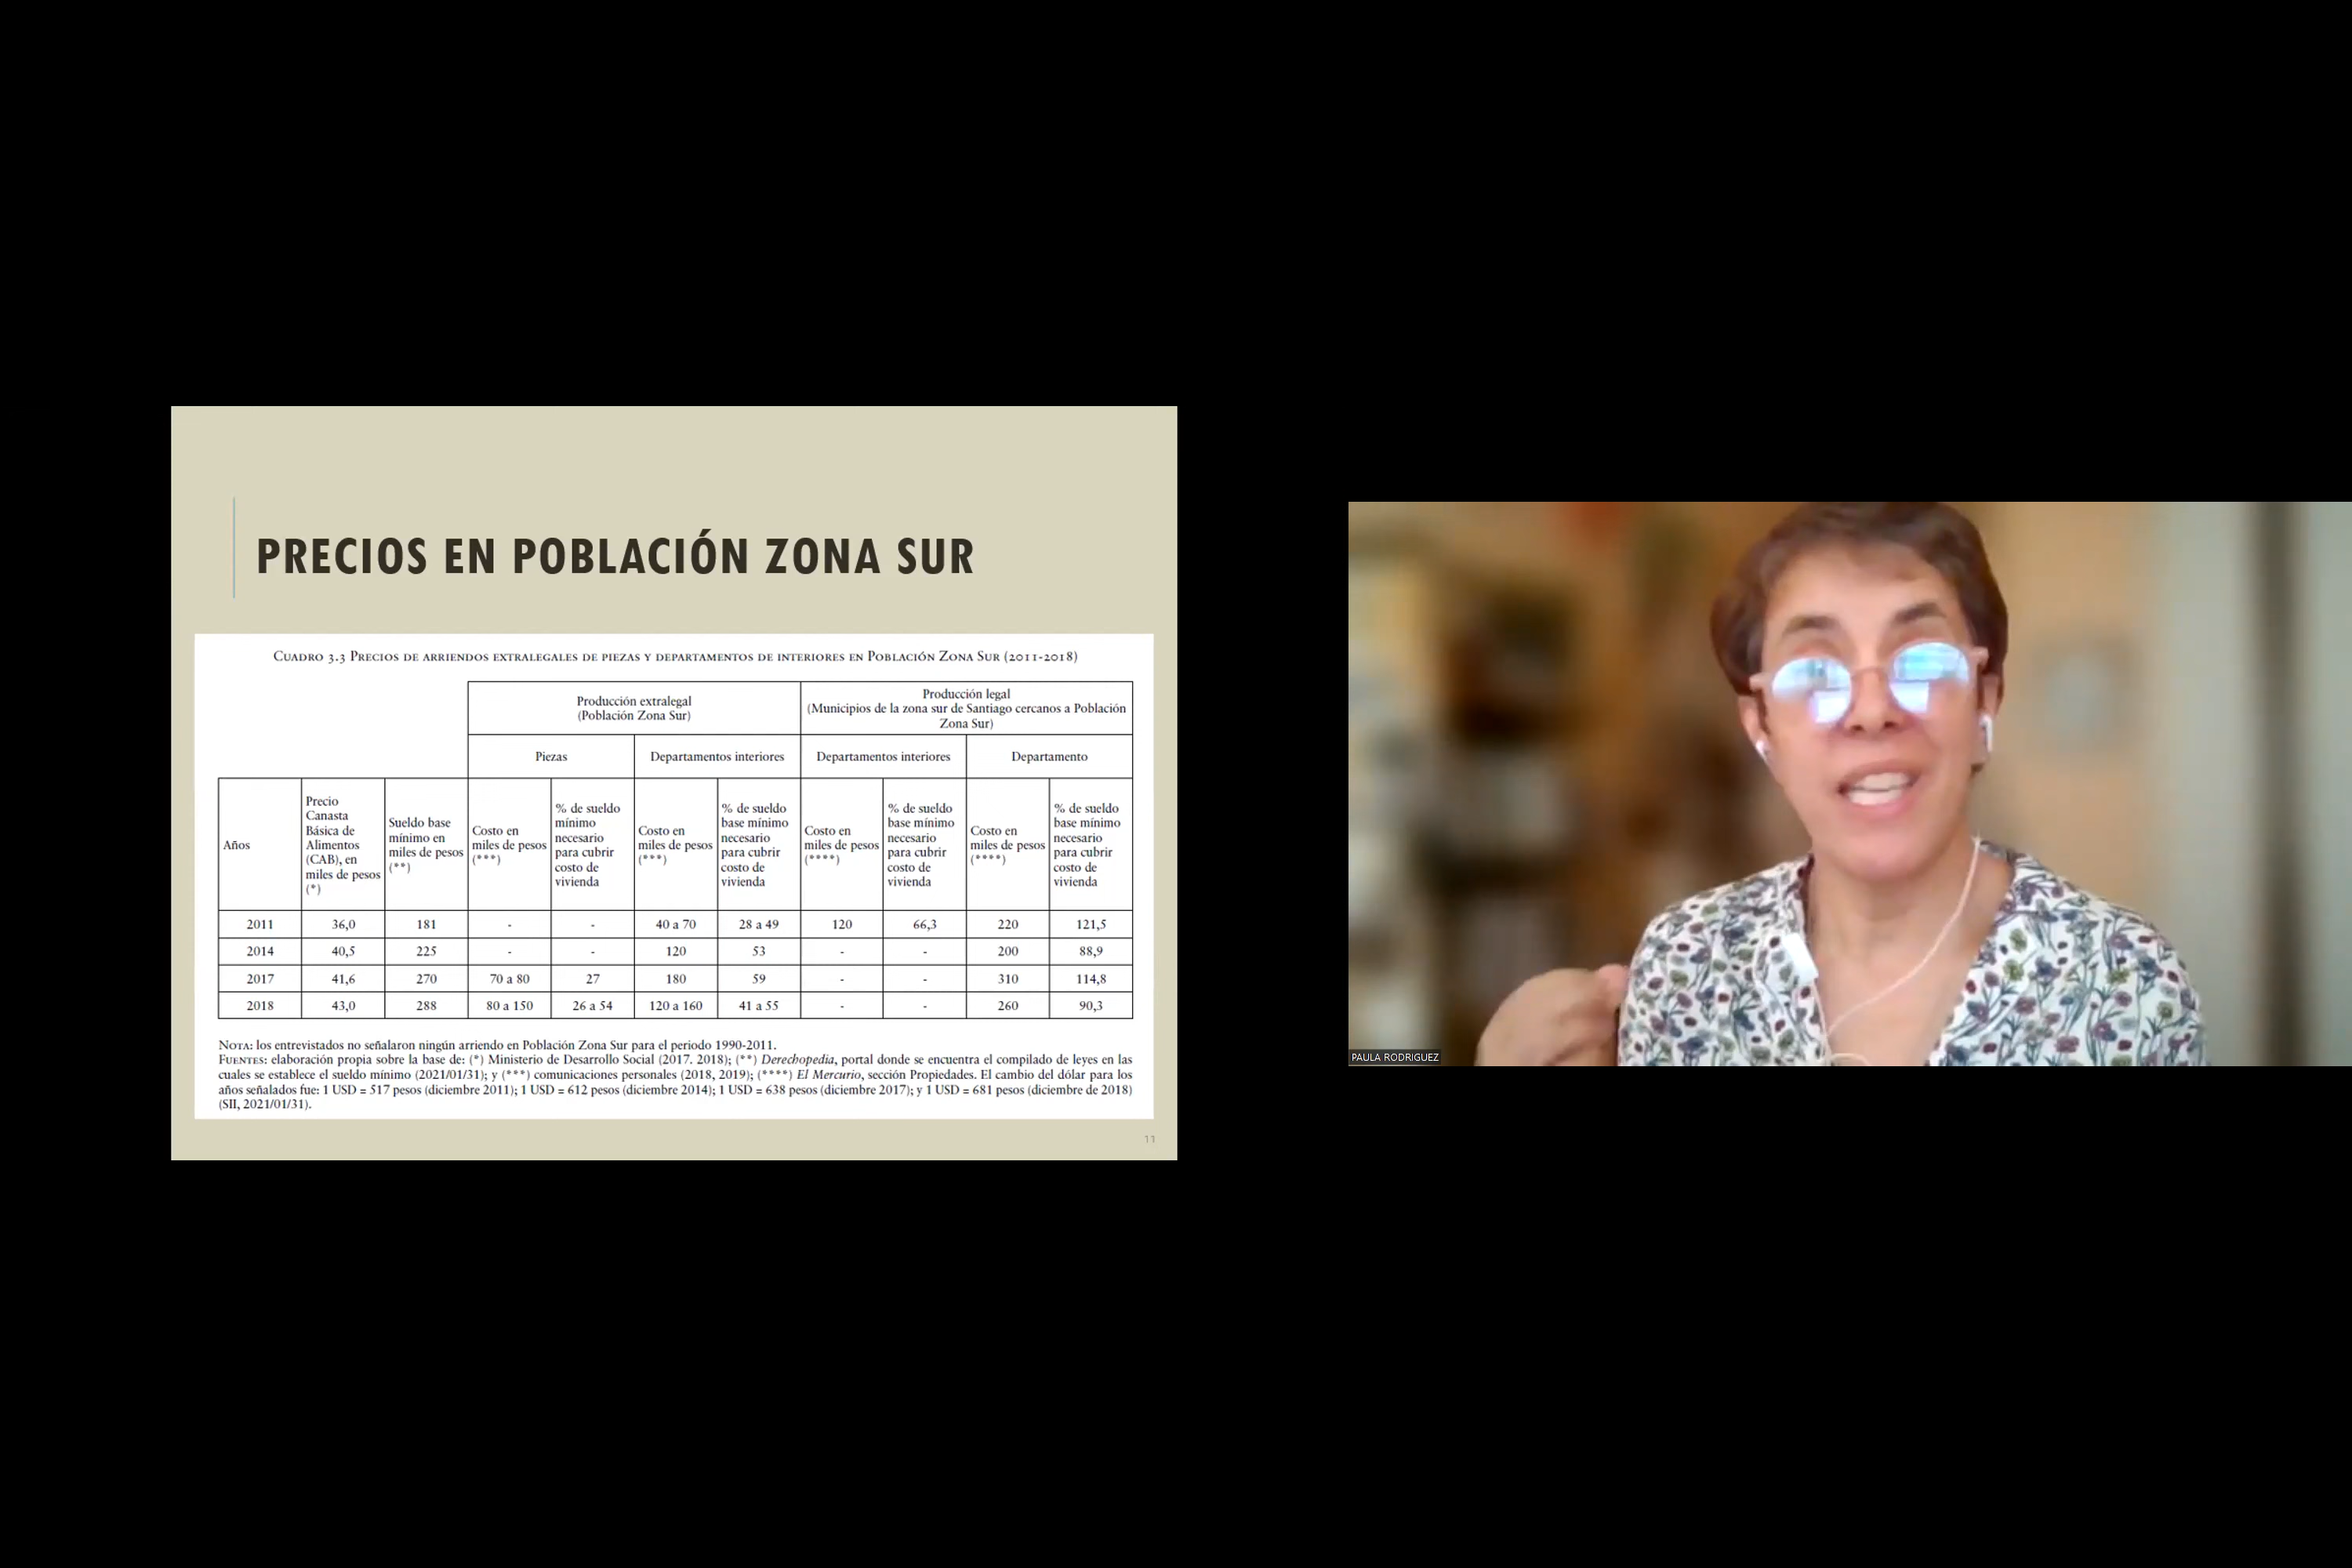 PRECIOS EN POBLACIÓN ZONA SUR
CUADRO 3.3 PRECIOS DE ARRIENDOS EXTRALEGALES DE PIEZAS Y DEPARTAMENTOS DE INTERIORES EN POBLACIÓN ZONA SUR (2011-2018)
Producción extralegal
(Población Zona Sur)
Producción legal
(Municipios de la zona sur de Santiago cercanos a Población
Zona Sur)
Piezas
Departamentos interiores
Departamentos interiores
Departamento
Años
Precio
Canasta
Básica de
Alimentos
(CAB), en
miles de pesos
(*)
Sueldo base
mínimo en
miles de pesos
(**)
Costo en
miles de pesos
(***)
% de sueldo
mínimo
necesario
para cubrir
costo de
vivienda
Costo en
miles de pesos
(***)
% de sueldo
base mínimo
necesario
para cubrir
costo de
vivienda
Costo en
miles de pesos
(****)
% de sueldo
base mínimo
necesario
para cubrir
costo de
vivienda
Costo en
miles de pesos
(****)
% de sueldo
base mínimo
necesario
para cubrir
costo de
vivienda
2011 36,0 181 - - 40 a 70 28 a 49 120 66,3 220 121,5
2014 40,5 225 - - 120 53 - - 200 88,9
2017 41,6 270 70 a 80 27 180 59 - - 310 114,8
2018 43,0 288 80 a 150 26 a 54 120 a 160 41 a 55 - - 260 90,3
NOTA: los entrevistados no señalaron ningún arriendo en Población Zona Sur para el periodo 1990-2011.
FUENTES: elaboración propia sobre la base de: (*) Ministerio de Desarrollo Social (2017. 2018); (**) Derechopedia, portal donde se encuentra el compilado de leyes en las
cuales se establece el sueldo mínimo (2021/01/31); y (***) comunicaciones personales (2018, 2019); (****) El Mercurio, sección Propiedades. El cambio del dólar para los
años señalados fue: 1 USD = 517 pesos (diciembre 2011); 1 USD = 612 pesos (diciembre 2014); 1 USD = 638 pesos (diciembre 2017); y 1 USD = 681 pesos (diciembre de 2018)
(SII, 2021/01/31).
11
PAULA RODRIGUEZ